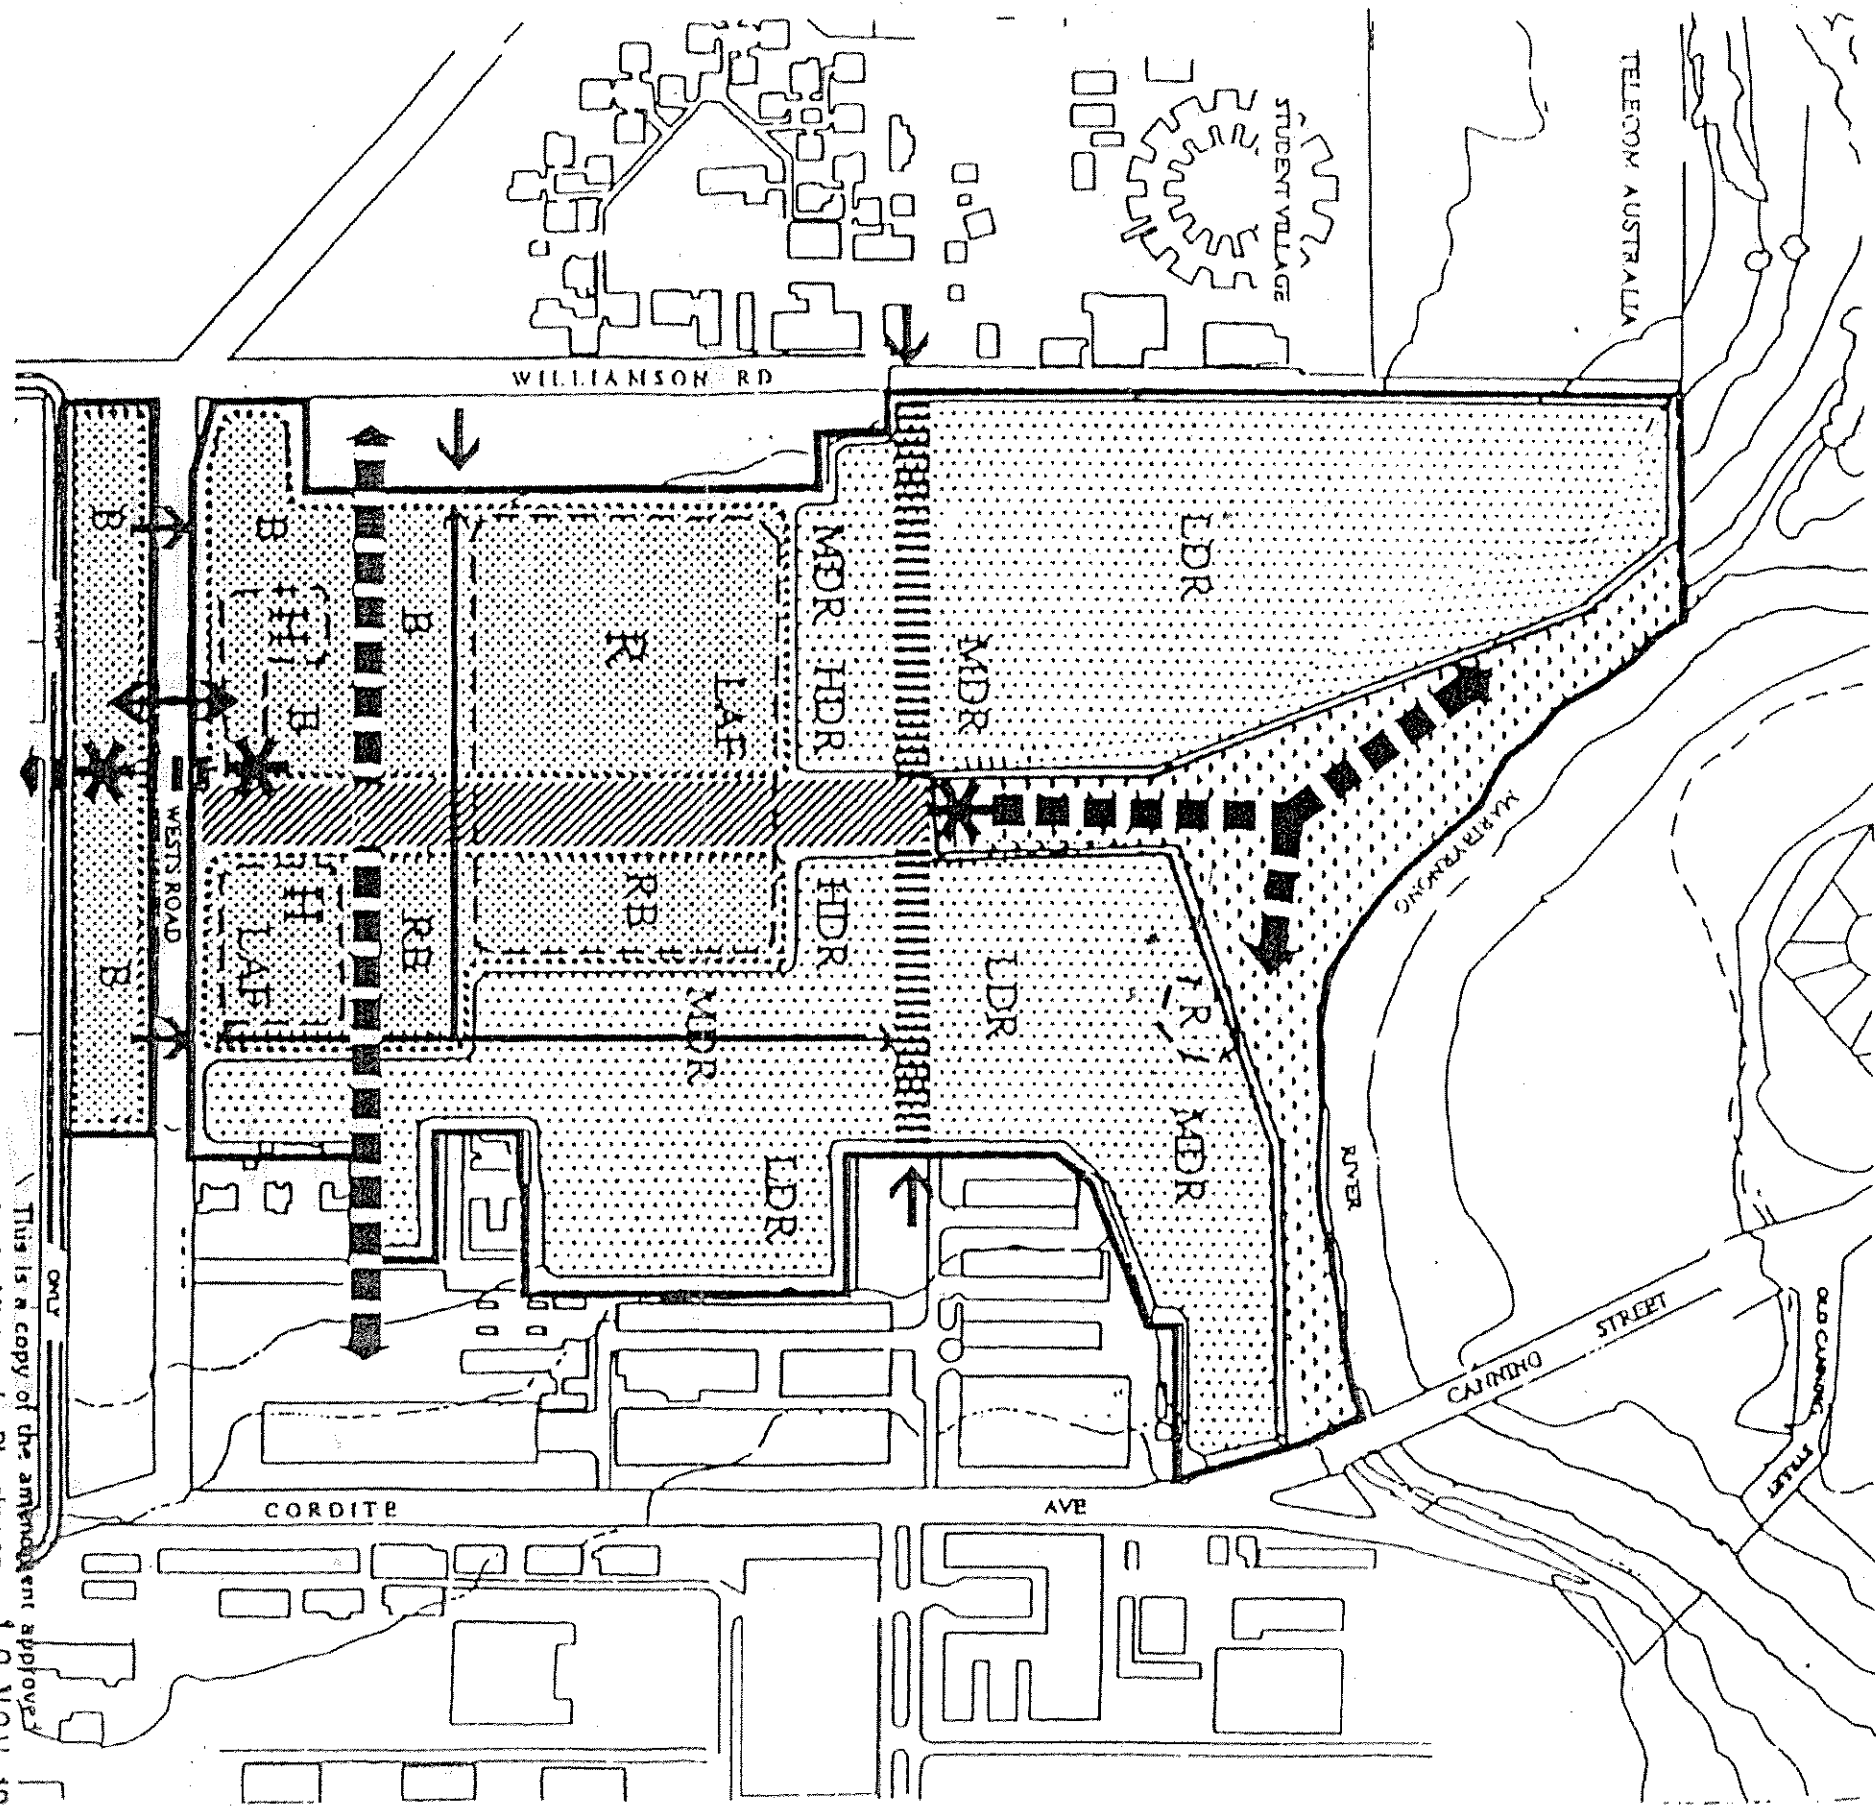 TELECOM AUSTRALIA
STUDENT VILLAGE
WILLIAMSON RD
LDR
B
B
B
R
MDR HDR
MDR
LAF
B
H
MARIBYRNONG
WESTS ROAD
H
LAF
RB
RB
HDR
LDR
R
B
MDR
MDR
LDR
RIVER
CANNING STREET
OLD CANNING
STREET
ONLY
CORDITE AVE
This is a copy of the amendment approved